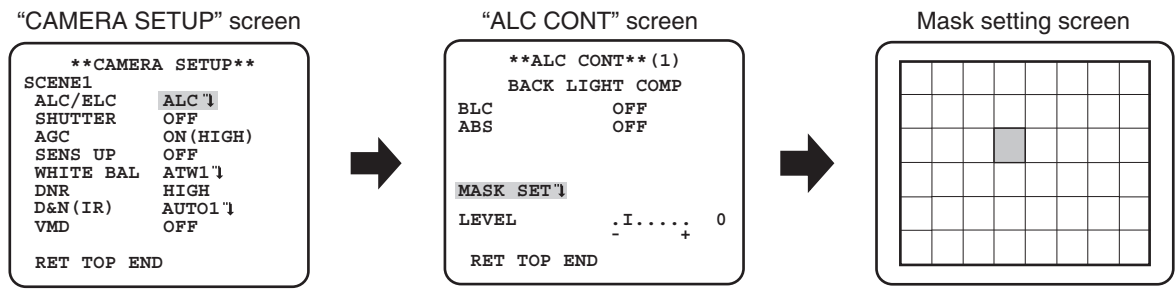 “CAMERA SETUP” screen
**CAMERA SETUP**
SCENE1
ALC/ELC ALC
SHUTTER OFF
AGC ON(HIGH)
SENS UP OFF
WHITE BAL ATW1
DNR HIGH
D&N(IR) AUTO1
VMD OFF
RET TOP END
“ALC CONT” screen
**ALC CONT**(1)
BACK LIGHT COMP
BLC OFF
ABS OFF
MASK SET
LEVEL .I..... 0
- +
RET TOP END
Mask setting screen